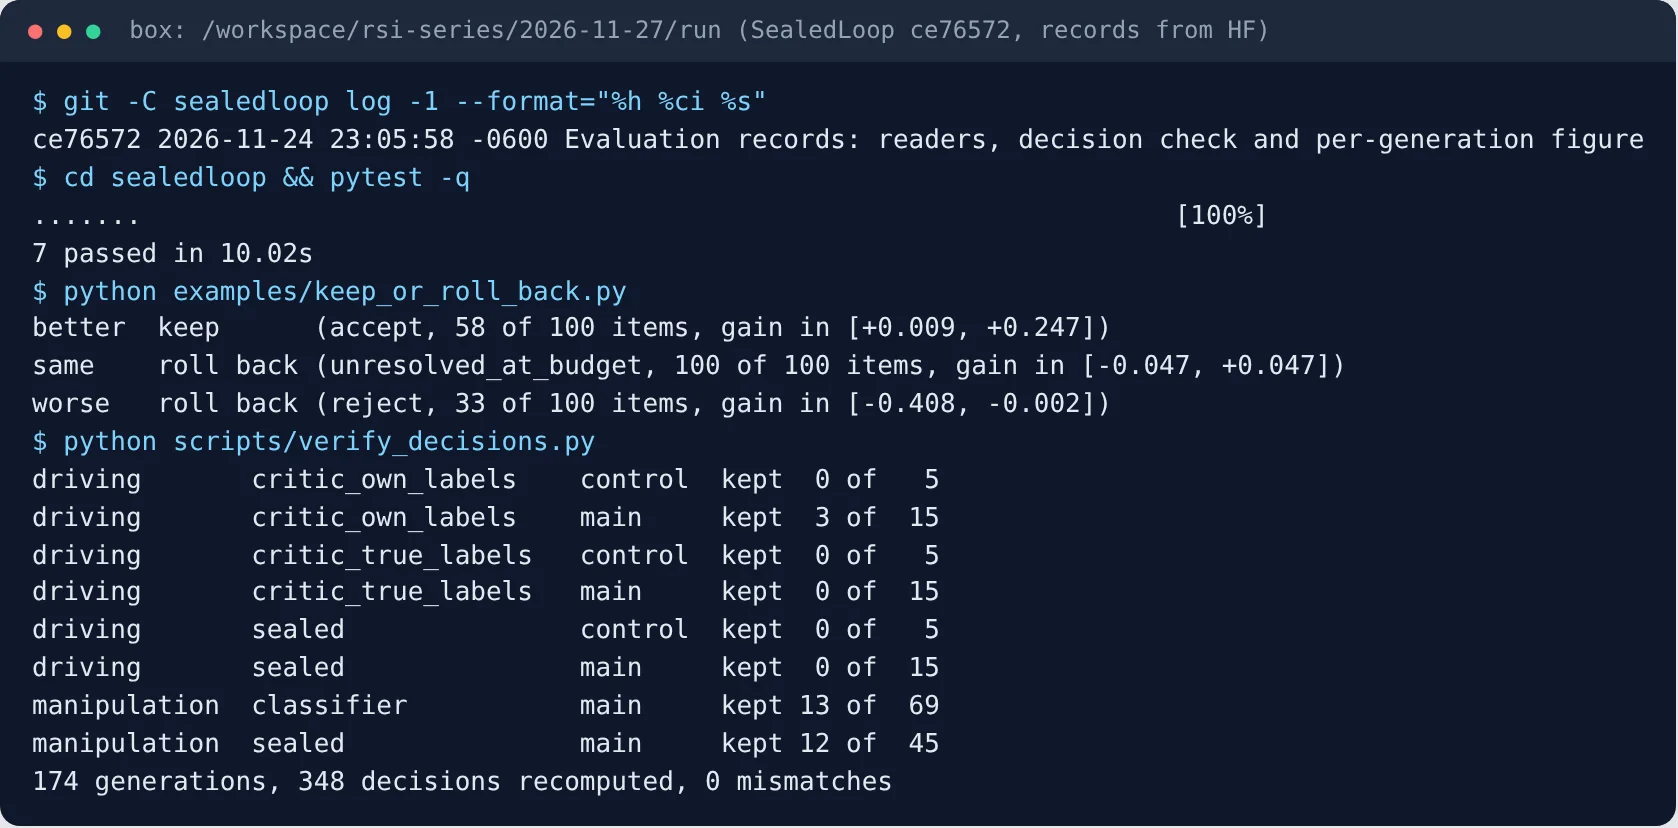 box: /workspace/rsi-series/2026-11-27/run (SealedLoop ce76572, records from HF)
$ git -C sealedloop log -1 --format="%h %ci %s"
ce76572 2026-11-24 23:05:58 -0600 Evaluation records: readers, decision check and per-generation figure
$ cd sealedloop && pytest -q
....... [100%]
7 passed in 10.02s
$ python examples/keep_or_roll_back.py
better  keep      (accept, 58 of 100 items, gain in [+0.009, +0.247])
same    roll back (unresolved_at_budget, 100 of 100 items, gain in [-0.047, +0.047])
worse   roll back (reject, 33 of 100 items, gain in [-0.408, -0.002])
$ python scripts/verify_decisions.py
driving       critic_own_labels    control  kept  0 of   5
driving       critic_own_labels    main     kept  3 of  15
driving       critic_true_labels   control  kept  0 of   5
driving       critic_true_labels   main     kept  0 of  15
driving       sealed               control  kept  0 of   5
driving       sealed               main     kept  0 of  15
manipulation  classifier           main     kept 13 of  69
manipulation  sealed               main     kept 12 of  45
174 generations, 348 decisions recomputed, 0 mismatches